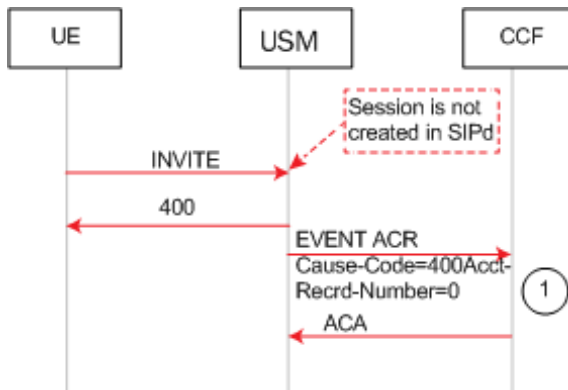 UE
USM
CCF
Session is not
created in SIPd
INVITE
400
EVENT ACR
Cause-Code=400Acct-
Recrd-Number=0
1
ACA